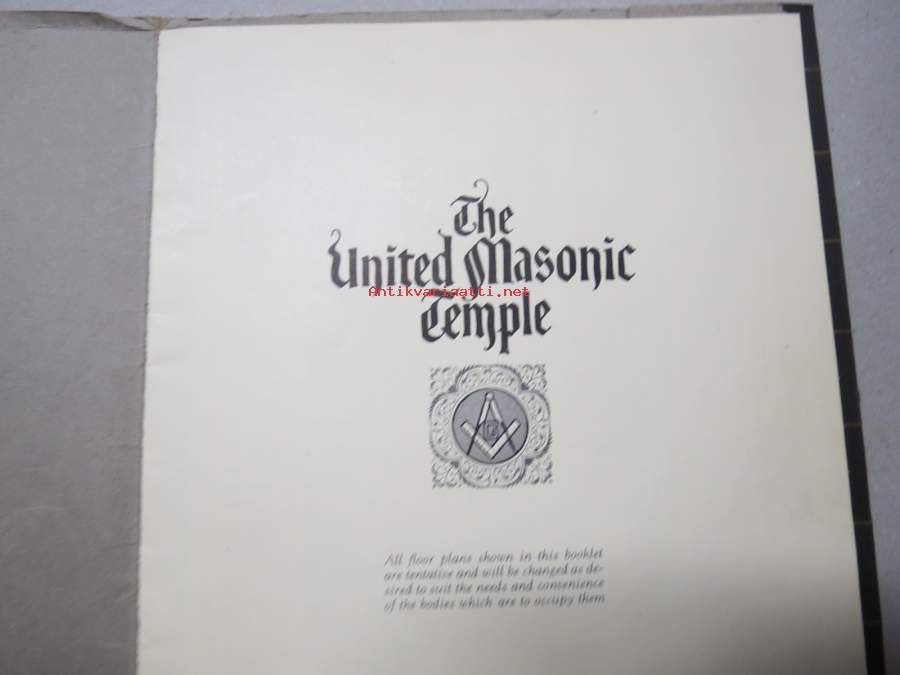 The
United Masonic
Antikvariaatti.net
Temple
G
All floor plans shown in this booklet
are tentative and will be changed as de-
sired to suit the needs and convenience
of the bodies which are to occupy them